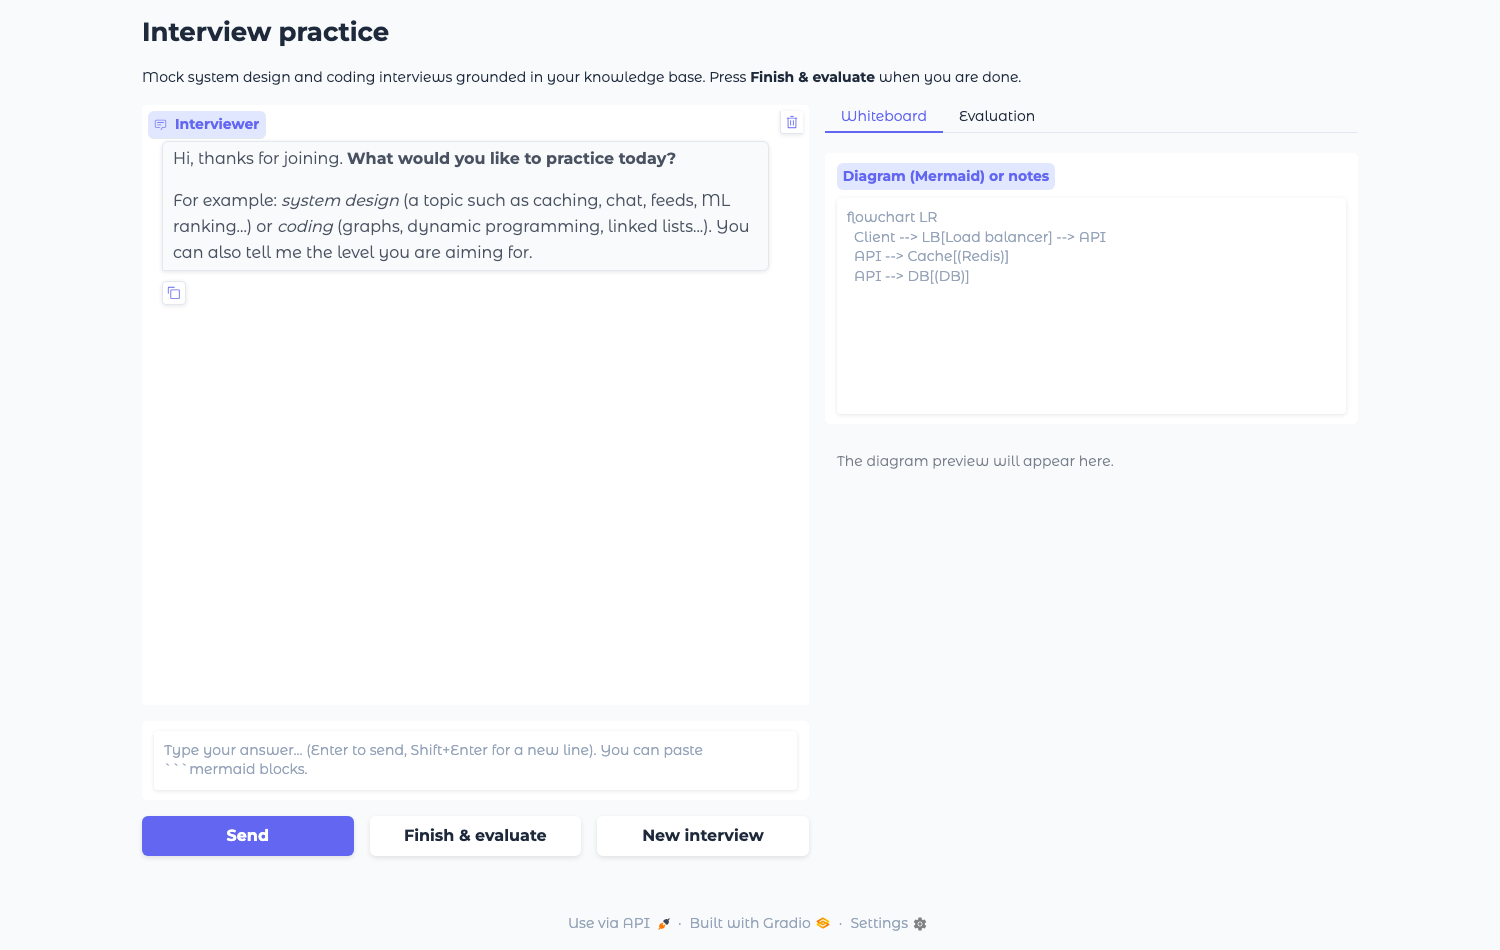 Interview practice
Mock system design and coding interviews grounded in your knowledge base. Press Finish & evaluate when you are done.
Interviewer
Hi, thanks for joining. What would you like to practice today?
For example: system design (a topic such as caching, chat, feeds, ML
ranking...) or coding (graphs, dynamic programming, linked lists...). You
can also tell me the level you are aiming for.
Type your answer... (Enter to send, Shift+Enter for a new line). You can paste
```mermaid blocks.
Send
Finish & evaluate
New interview
Whiteboard
Evaluation
Diagram (Mermaid) or notes
flowchart LR
  Client --> LB[Load balancer] --> API
  API --> Cache[(Redis)]
  API --> DB[(DB)]
The diagram preview will appear here.
Use via API · Built with Gradio · Settings